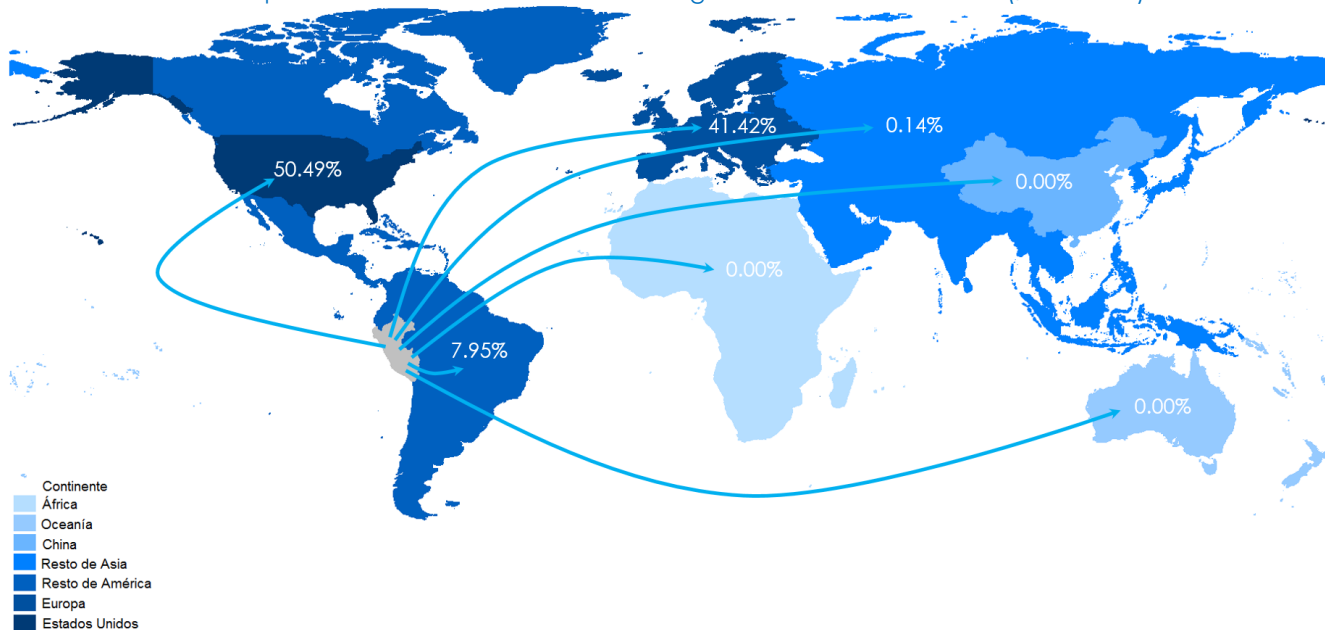 41.42%
0.14%
50.49%
0.00%
0.00%
7.95%
0.00%
Continente
África
Oceanía
China
Resto de Asia
Resto de América
Europa
Estados Unidos